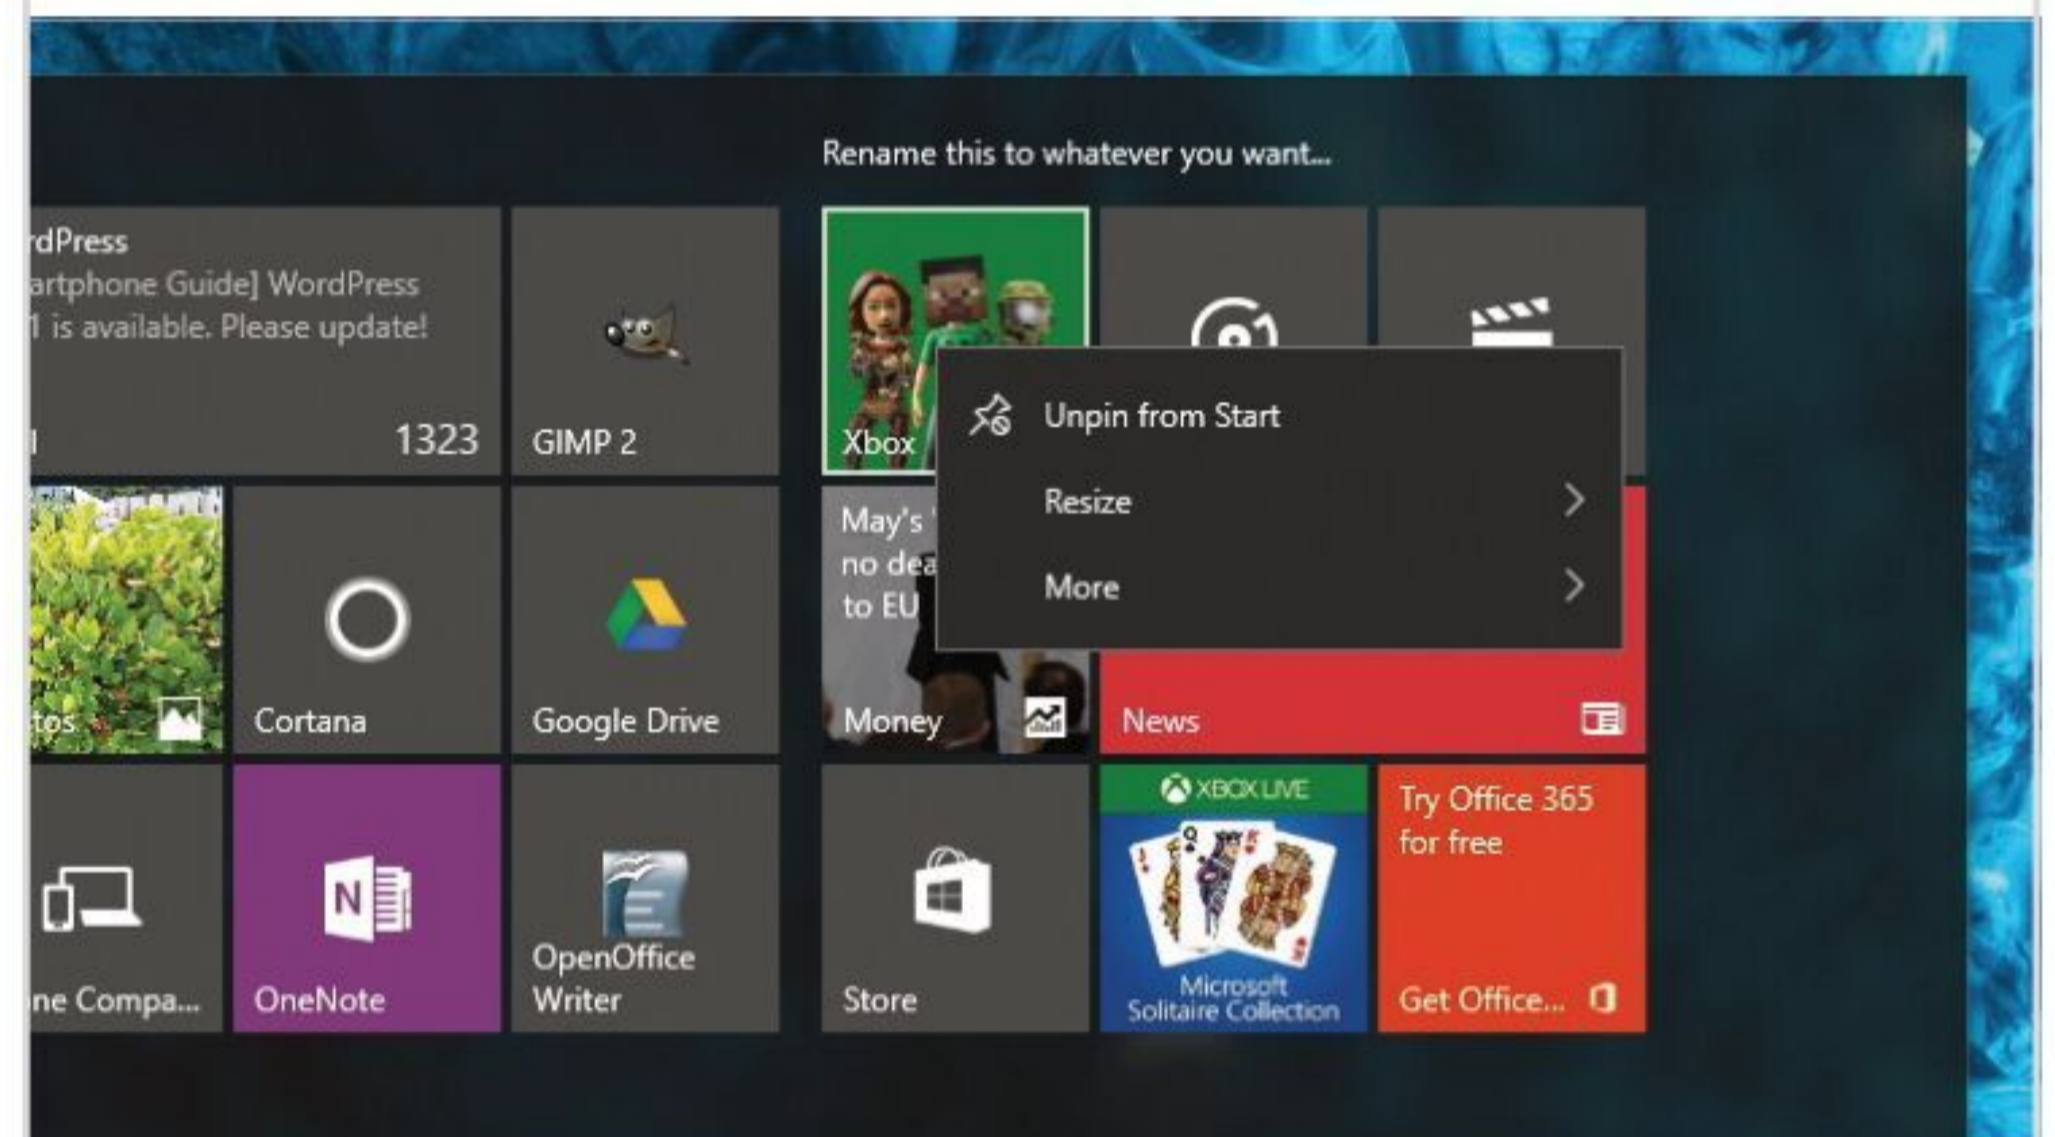 Rename this to whatever you want...
rdPress
artphone Guide] WordPress
1 is available. Please update!
1323
GIMP 2
Xbox
Unpin from Start
Resize
More
May's
no dea
to EU
tos
Cortana
Google Drive
Money
News
XBOX LIVE
Try Office 365
for free
ne Compa...
OneNote
OpenOffice
Writer
Store
Microsoft
Solitaire Collection
Get Office...